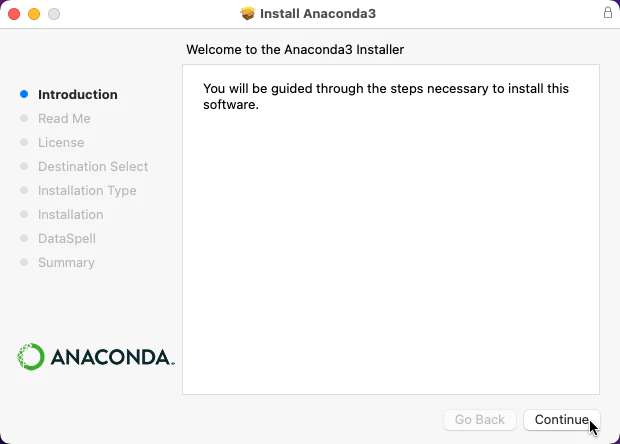 Install Anaconda3
Welcome to the Anaconda3 Installer
Introduction
Read Me
License
Destination Select
Installation Type
Installation
DataSpell
Summary
You will be guided through the steps necessary to install this
software.
ANACONDA.
Go Back
Continue